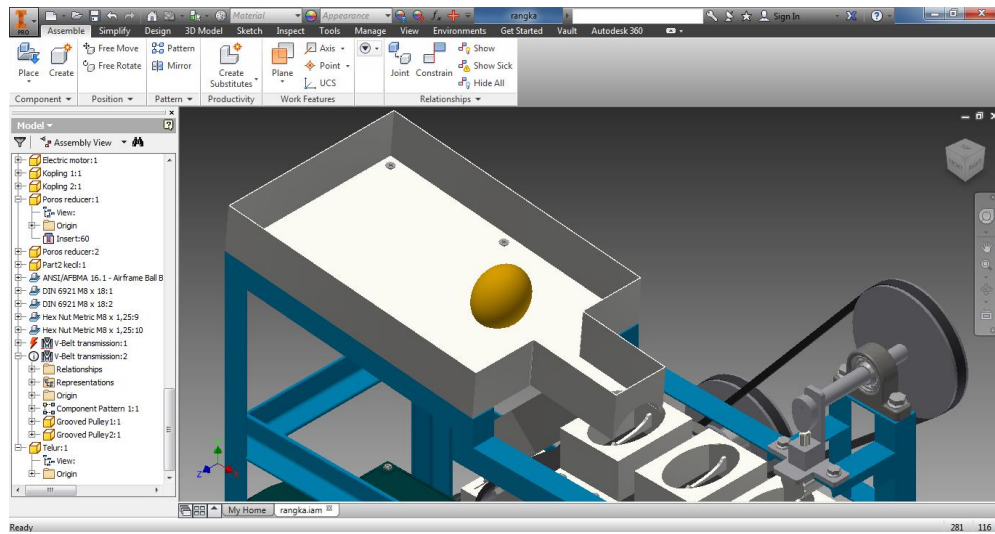 PRO
Material
Appearance
rangka
Sign In
Assemble Simplify Design 3D Model Sketch Inspect Tools Manage View Environments Get Started Vault Autodesk 360
Place
Create
Free Move
Free Rotate
Pattern
Mirror
Create
Substitutes
Plane
Axis
Point
UCS
Joint
Constrain
Show
Show Sick
Hide All
Component Position Pattern Productivity Work Features Relationships
Model
Assembly View
Electric motor:1
Kopling 1:1
Kopling 2:1
Poros reducer:1
View:
Origin
Insert:60
Poros reducer:2
Part2 kecil:1
ANSI/AFBMA 16.1 - Airframe Ball B
DIN 6921 M8 x 18:1
DIN 6921 M8 x 18:2
Hex Nut Metric M8 x 1,25:9
Hex Nut Metric M8 x 1,25:10
V-Belt transmission:1
V-Belt transmission:2
Relationships
Representations
Origin
Component Pattern 1:1
Grooved Pulley1:1
Grooved Pulley2:1
Telur:1
View:
Origin
My Home rangka.iam
Ready 281 116